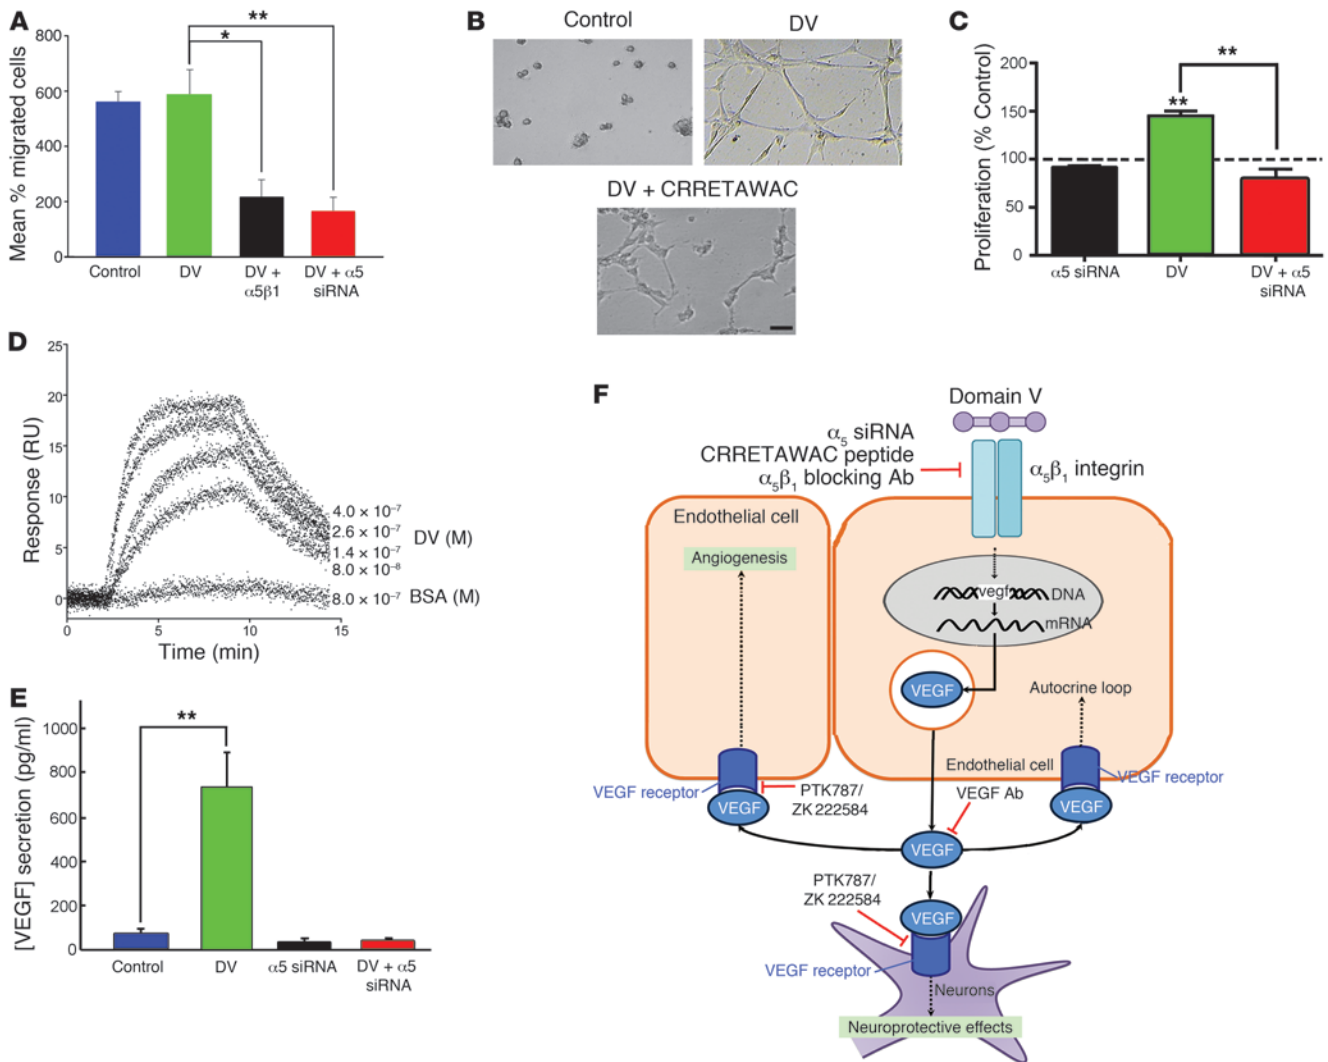 A
Mean % migrated cells
800
600
400
200
0
*
**
Control
DV
DV +
α5β1
DV + α5
siRNA
B
Control
DV
DV + CRRETAWAC
C
Proliferation (% Control)
200
150
100
50
0
**
**
α5 siRNA
DV
DV + α5
siRNA
D
Response (RU)
25
20
15
10
5
0
0
5
10
15
Time (min)
4.0 × 10⁻⁷
2.6 × 10⁻⁷
1.4 × 10⁻⁷
8.0 × 10⁻⁸
DV (M)
8.0 × 10⁻⁷
BSA (M)
E
[VEGF] secretion (pg/ml)
1000
800
600
400
200
0
**
Control
DV
α5 siRNA
DV + α5
siRNA
F
Domain V
α₅ siRNA
CRRETAWAC peptide
α₅β₁ blocking Ab
α₅β₁ integrin
Endothelial cell
Angiogenesis
vegf
DNA
mRNA
VEGF
Autocrine loop
Endothelial cell
VEGF receptor
VEGF
PTK787/
ZK 222584
VEGF Ab
VEGF receptor
VEGF
VEGF
PTK787/
ZK 222584
VEGF
VEGF receptor
Neurons
Neuroprotective effects